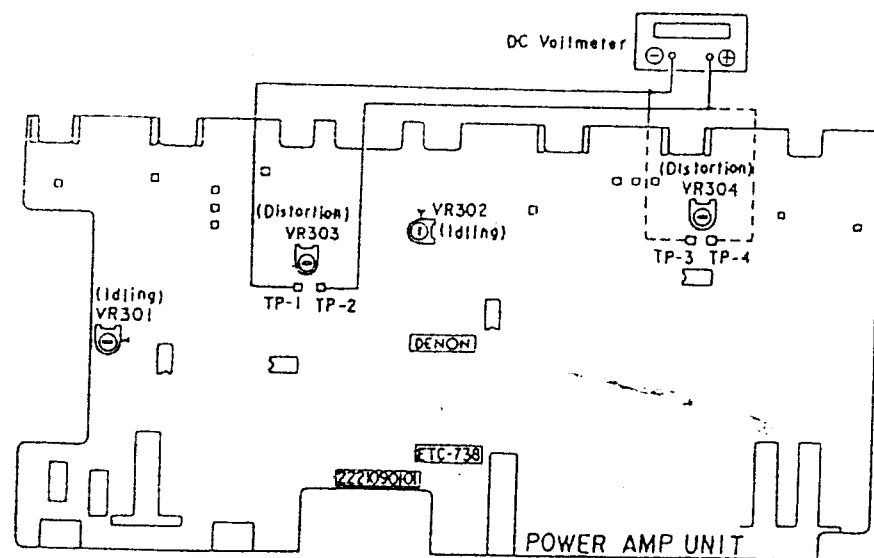 DC Voltmeter
⊖ ⊕
(Distortion)
VR304
(Distortion)
VR303
VR302
(Idling)
TP-3 TP-4
TP-1 TP-2
(Idling)
VR301
DENON
ETC-738
222109001
POWER AMP UNIT